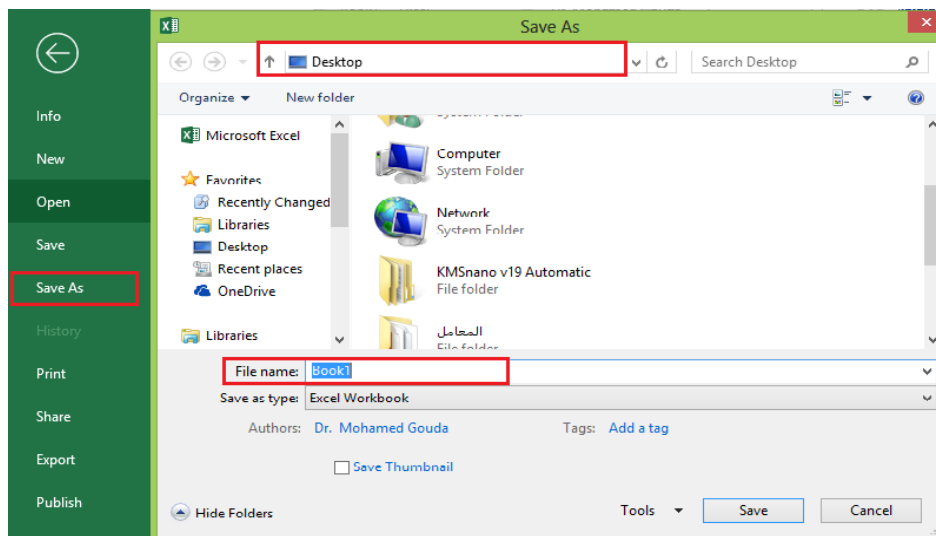 Save As
Desktop
Search Desktop
Organize
New folder
Info
New
Open
Save
Save As
History
Print
Share
Export
Publish
Microsoft Excel
Favorites
Recently Changed
Libraries
Desktop
Recent places
OneDrive
Libraries
System Folder
Computer
System Folder
Network
System Folder
KMSnano v19 Automatic
File folder
المعامل
File folder
File name: Book1
Save as type: Excel Workbook
Authors: Dr. Mohamed Gouda
Tags: Add a tag
Save Thumbnail
Hide Folders
Tools
Save
Cancel